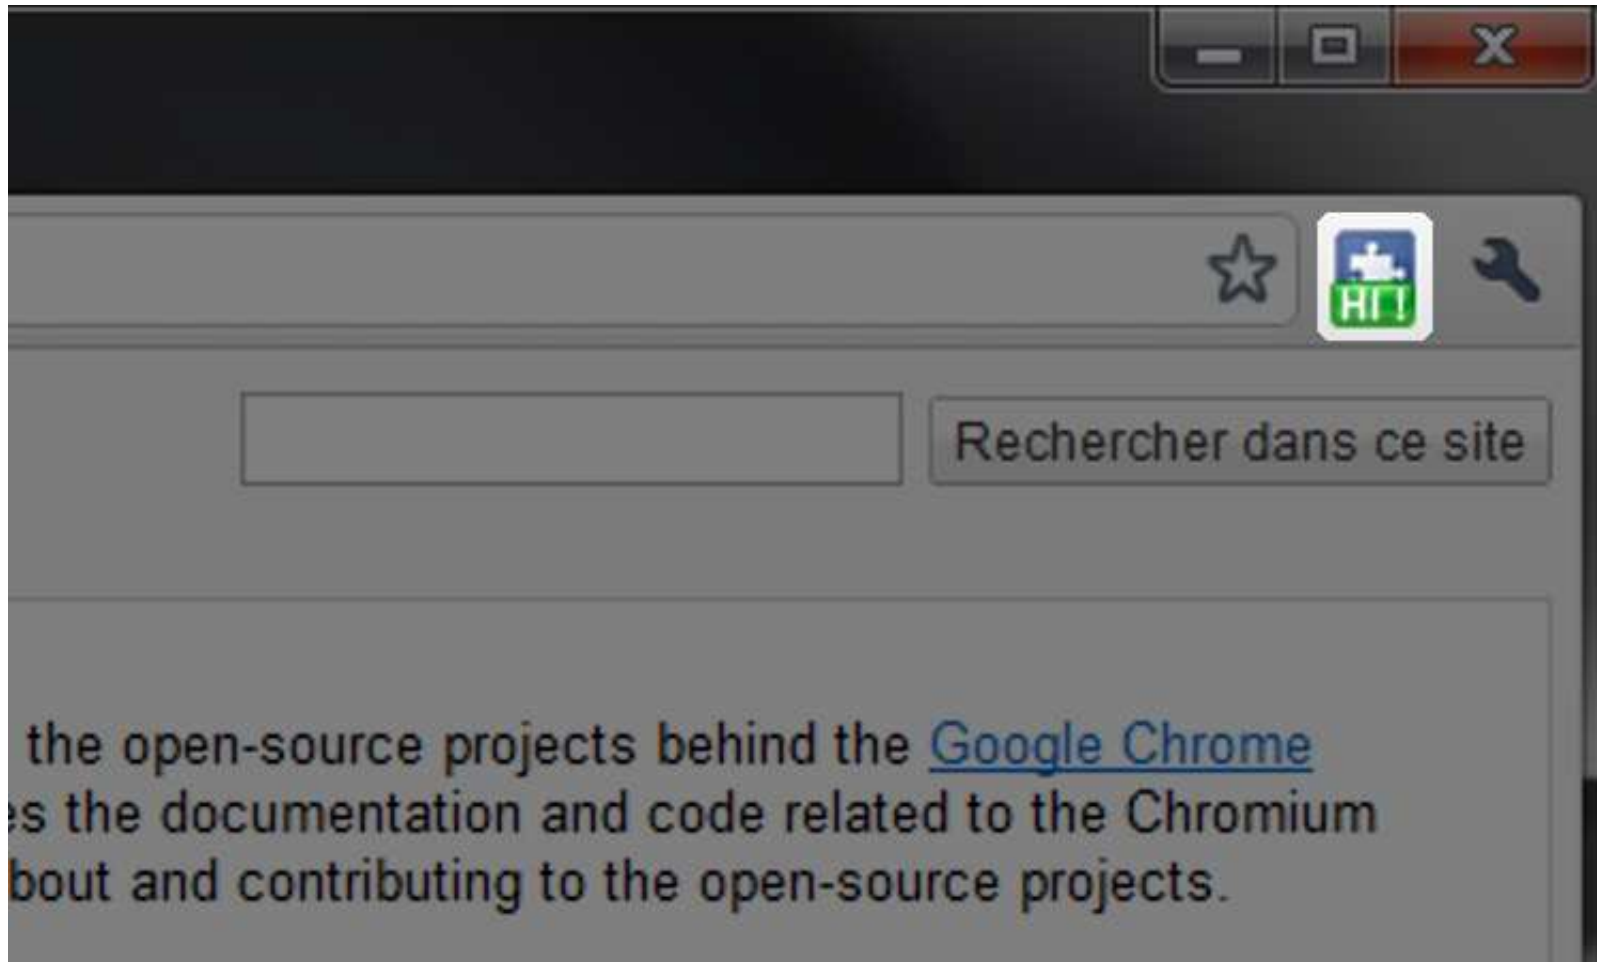 HI !
Rechercher dans ce site
the open-source projects behind the Google Chrome
es the documentation and code related to the Chromium
bout and contributing to the open-source projects.